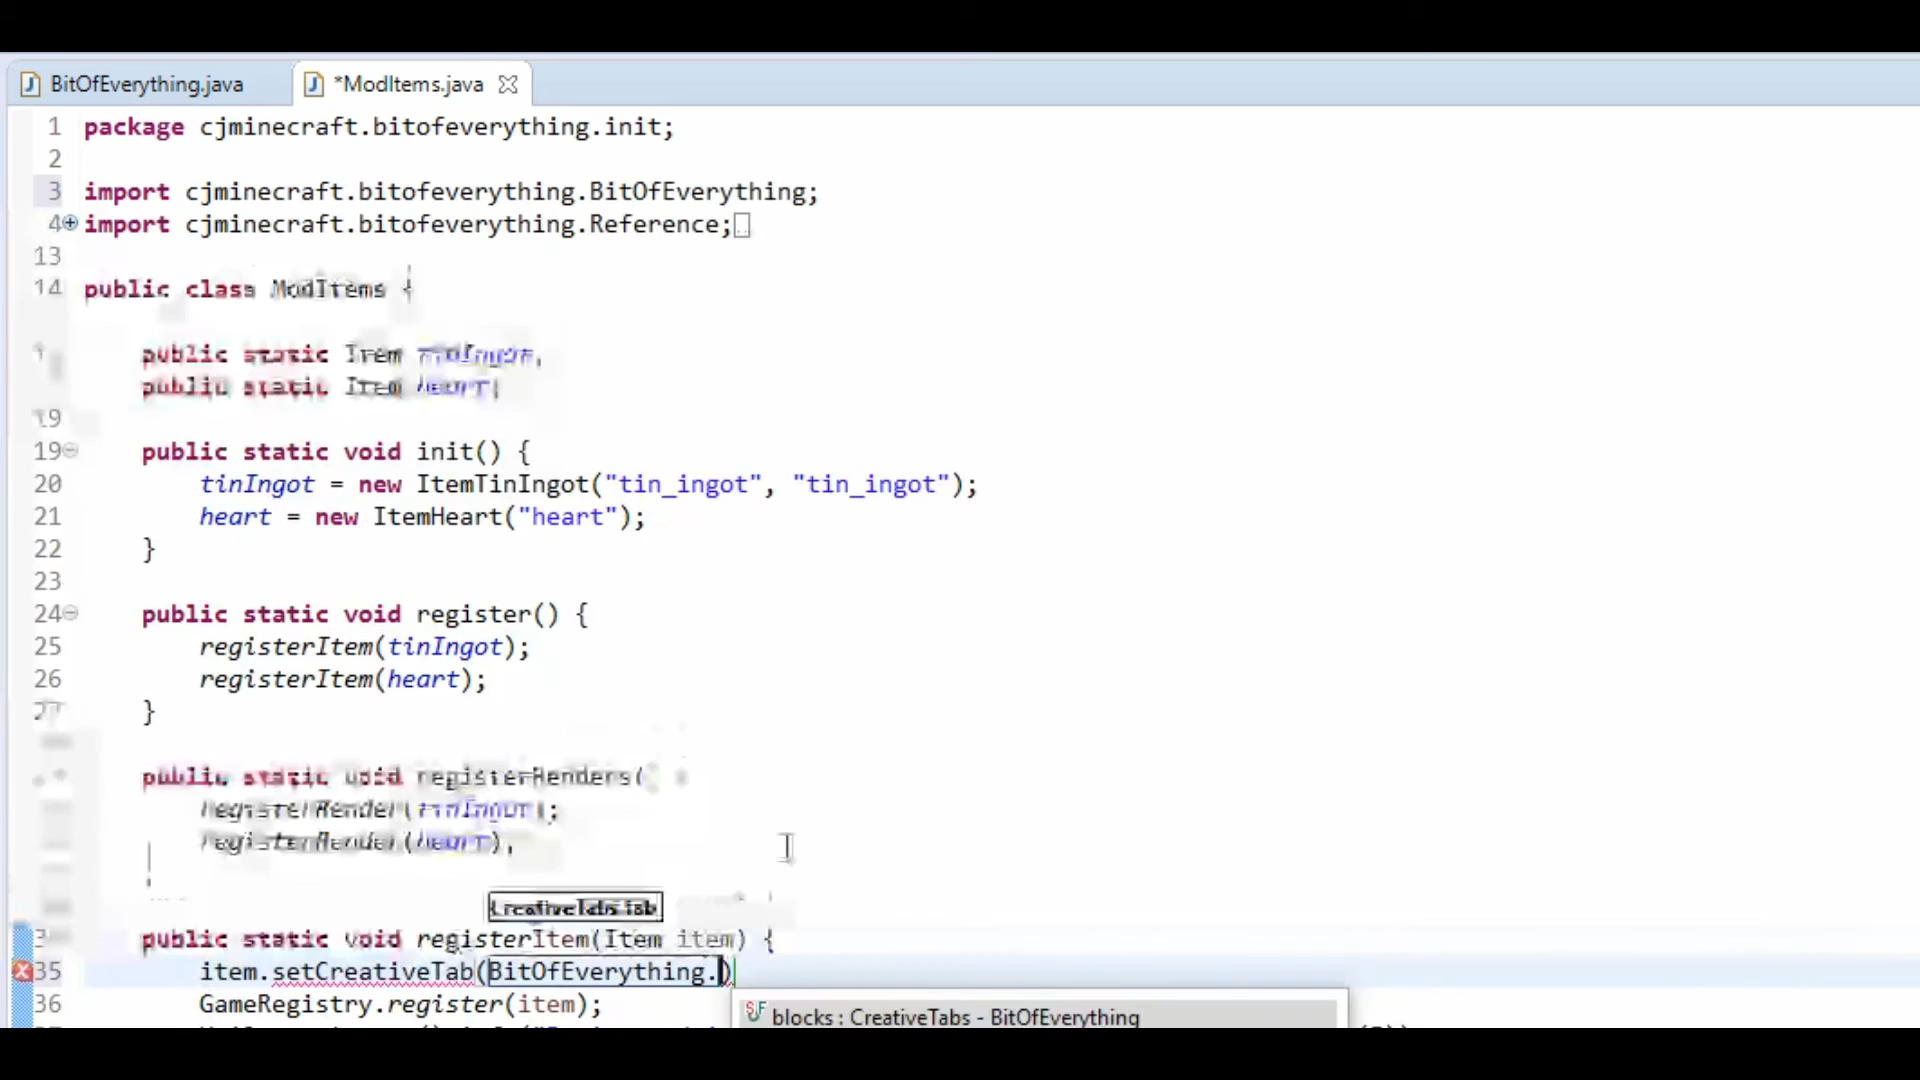 BitOfEverything.java
*ModItems.java
1 package cjminecraft.bitofeverything.init;
2
3 import cjminecraft.bitofeverything.BitOfEverything;
4 import cjminecraft.bitofeverything.Reference;
13
14 public class ModItems {
public static Item tinIngot;
public static Item heart;
19
19 public static void init() {
20 tinIngot = new ItemTinIngot("tin_ingot", "tin_ingot");
21 heart = new ItemHeart("heart");
22 }
23
24 public static void register() {
25 registerItem(tinIngot);
26 registerItem(heart);
27 }
public static void registerRenders(
registerRender(tinIngot);
registerRender(heart);
CreativeTabs tab
public static void registerItem(Item item) {
35 item.setCreativeTab(BitOfEverything.)
36 GameRegistry.register(item);
blocks : CreativeTabs - BitOfEverything